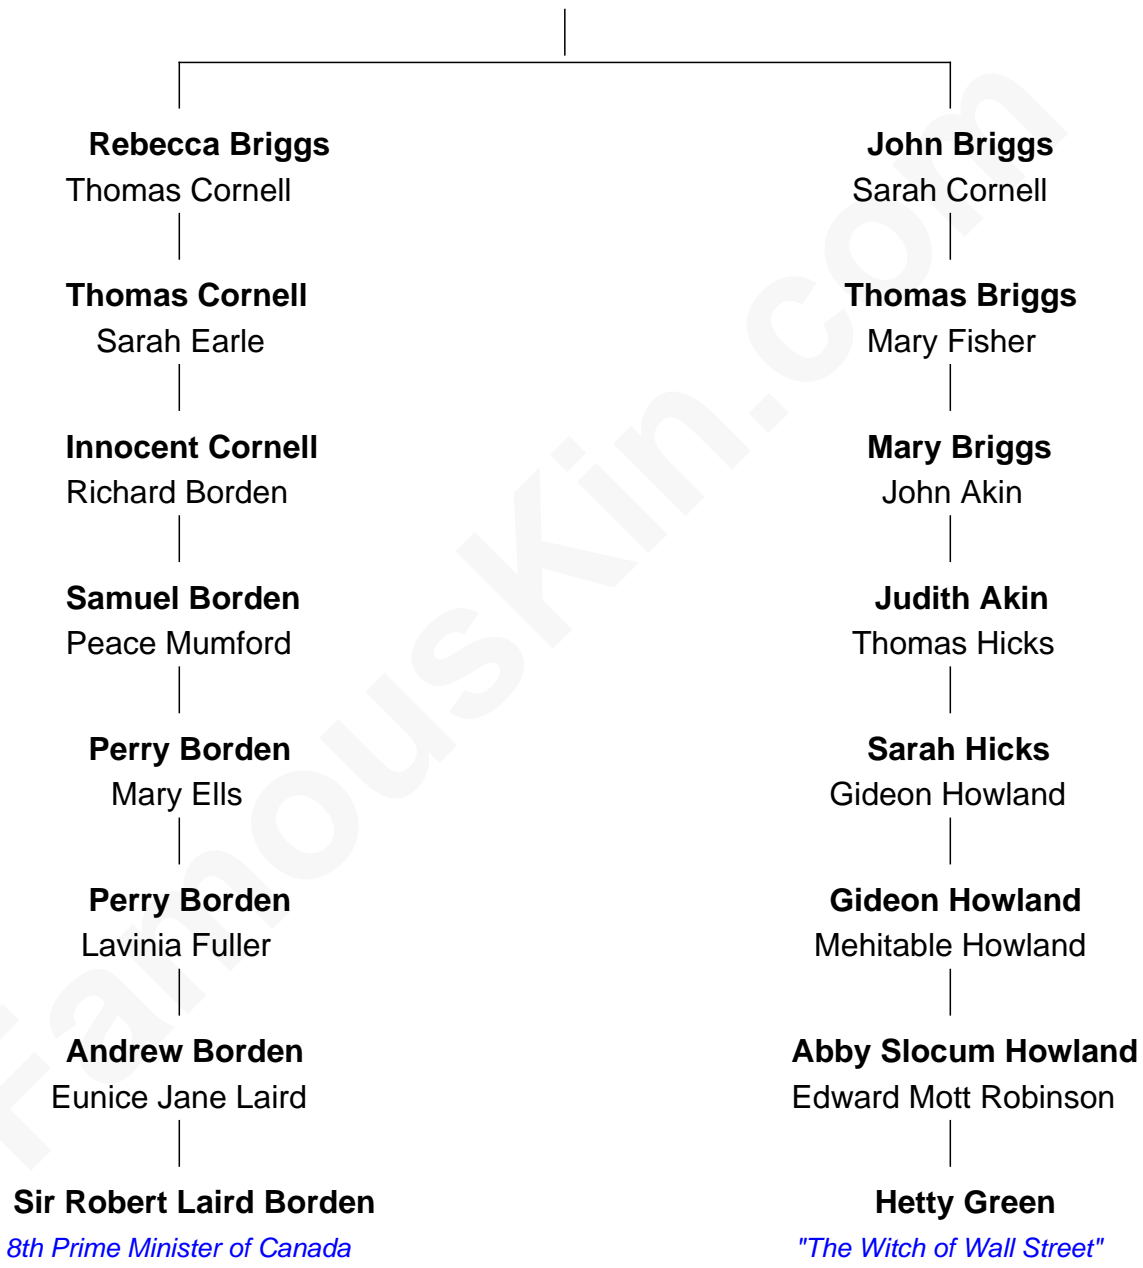 Rebecca Briggs
Thomas Cornell
Thomas Cornell
Sarah Earle
Innocent Cornell
Richard Borden
Samuel Borden
Peace Mumford
Perry Borden
Mary Ells
Perry Borden
Lavinia Fuller
Andrew Borden
Eunice Jane Laird
Sir Robert Laird Borden
8th Prime Minister of Canada
John Briggs
Sarah Cornell
Thomas Briggs
Mary Fisher
Mary Briggs
John Akin
Judith Akin
Thomas Hicks
Sarah Hicks
Gideon Howland
Gideon Howland
Mehitable Howland
Abby Slocum Howland
Edward Mott Robinson
Hetty Green
"The Witch of Wall Street"
FamousKin.com